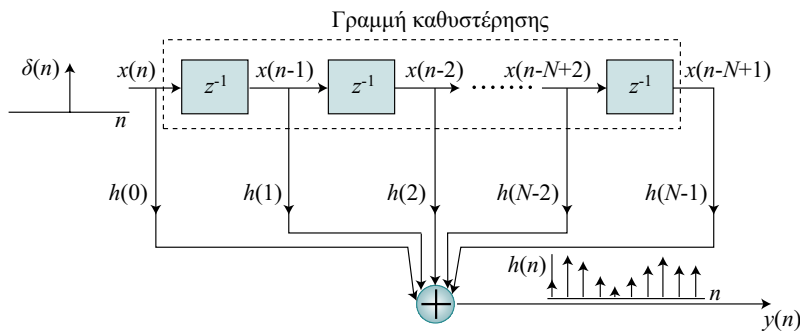 Γραμμή καθυστέρησης
δ(n) x(n) z⁻¹ x(n-1) z⁻¹ x(n-2) ........ x(n-N+2) z⁻¹ x(n-N+1)
n
h(0) h(1) h(2) h(N-2) h(N-1)
h(n) n
+ y(n)